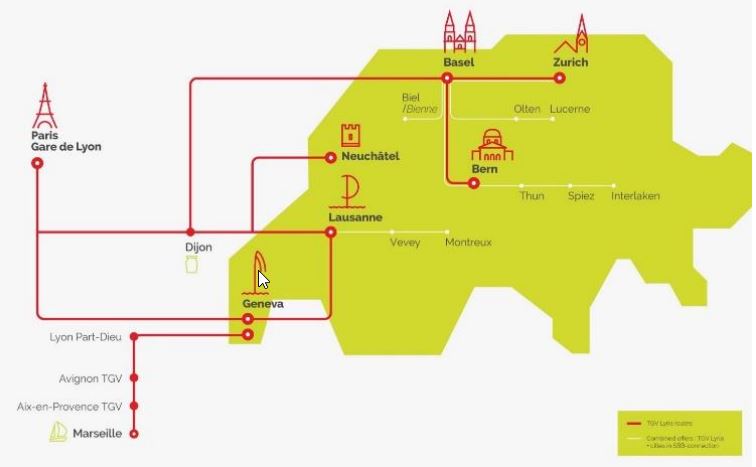 Basel
Zurich
Biel
/Bienne
Olten
Lucerne
Paris
Gare de Lyon
Neuchâtel
Bern
Thun
Spiez
Interlaken
Lausanne
Vevey
Montreux
Dijon
Geneva
Lyon Part-Dieu
Avignon TGV
Aix-en-Provence TGV
Marseille
TGV Lyria routes
Combined offers : TGV Lyria
+ cities in SBB-connection